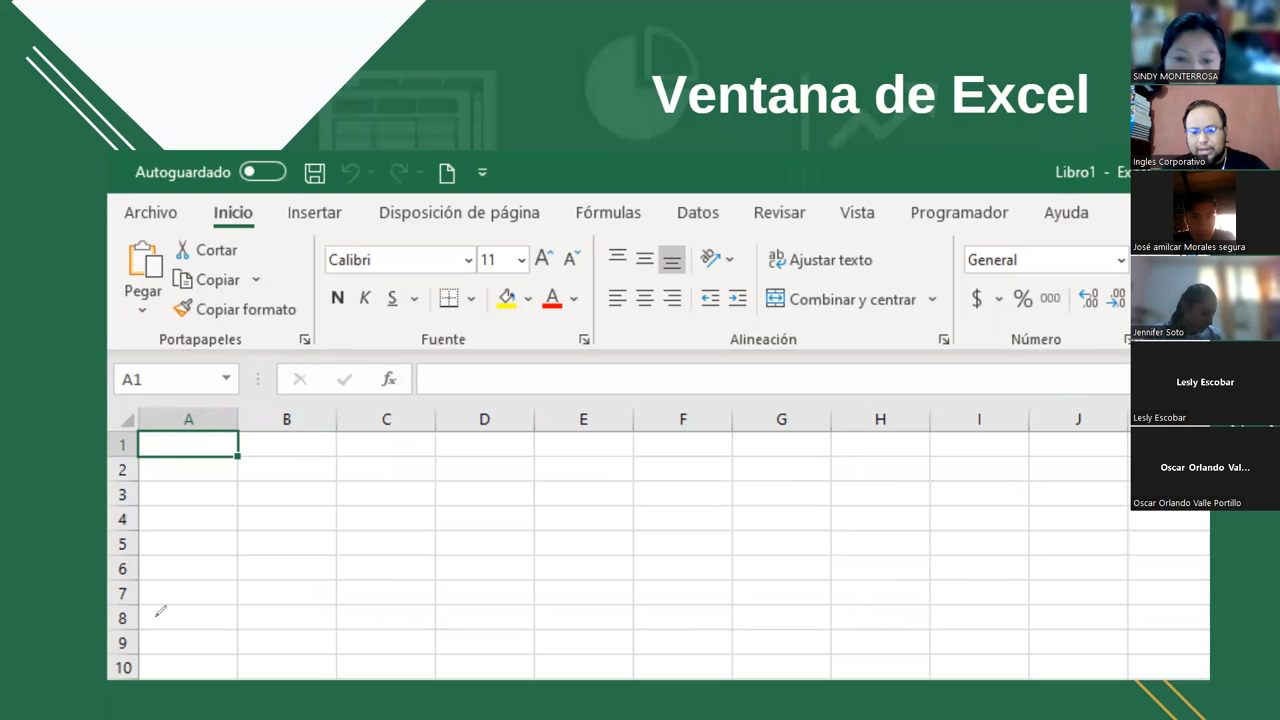 Ventana de Excel
Autoguardado
Libro1 - Ex
Archivo Inicio Insertar Disposición de página Fórmulas Datos Revisar Vista Programador Ayuda
Pegar
Cortar
Copiar
Copiar formato
Portapapeles
Calibri 11
N K S
Fuente
Ajustar texto
Combinar y centrar
Alineación
General
$ % 000
Número
A1
fx
A B C D E F G H I J
1
2
3
4
5
6
7
8
9
10
SINDY MONTERROSA
Ingles Corporativo
José amilcar Morales segura
Jennifer Soto
Lesly Escobar
Lesly Escobar
Oscar Orlando Val...
Oscar Orlando Valle Portillo